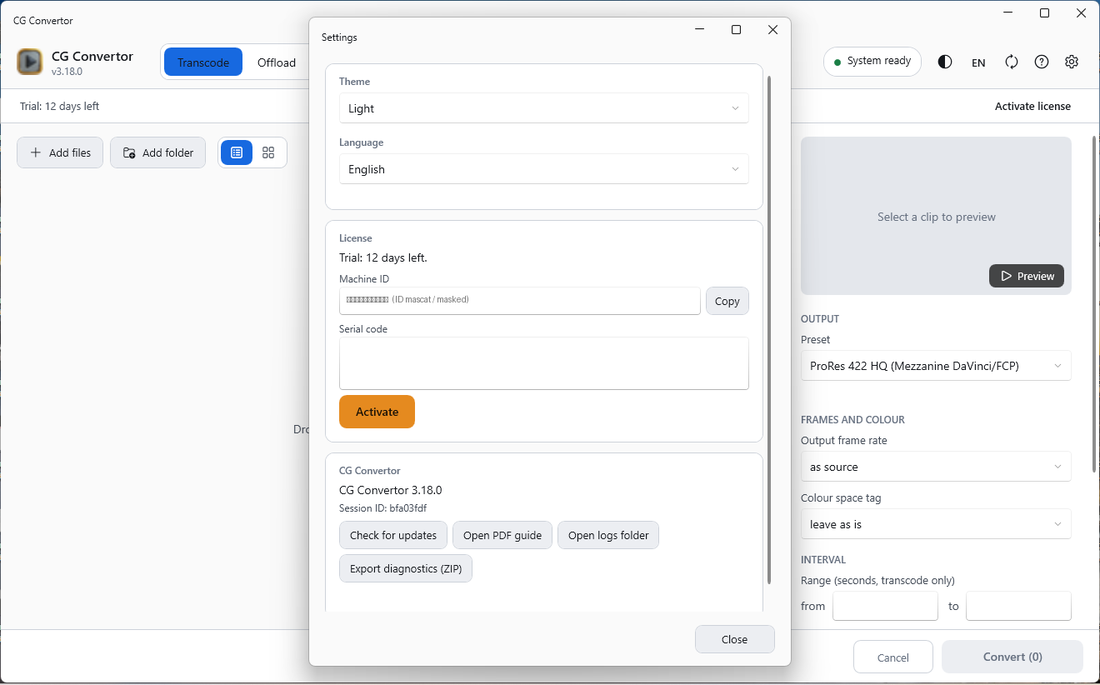 CG Convertor
CG Convertor
v3.18.0
Transcode
Offload
System ready
EN
Trial: 12 days left
Activate license
Add files
Add folder
Select a clip to preview
Preview
OUTPUT
Preset
ProRes 422 HQ (Mezzanine DaVinci/FCP)
FRAMES AND COLOUR
Output frame rate
as source
Colour space tag
leave as is
INTERVAL
Range (seconds, transcode only)
from
to
Cancel
Convert (0)
Settings
Theme
Light
Language
English
License
Trial: 12 days left.
Machine ID
(ID mascat / masked)
Copy
Serial code
Activate
CG Convertor
CG Convertor 3.18.0
Session ID: bfa03fdf
Check for updates
Open PDF guide
Open logs folder
Export diagnostics (ZIP)
Close